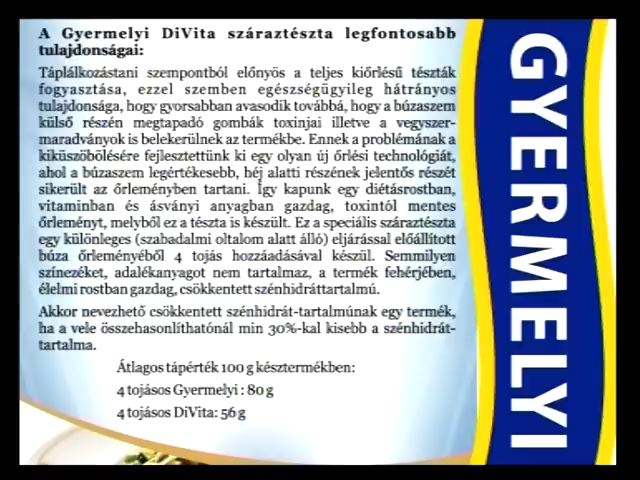 A Gyermelyi DiVita száraztészta legfontosabb
tulajdonságai:
Táplálkozástani szempontból előnyös a teljes kiőrlésű tészták
fogyasztása, ezzel szemben egészségügyileg hátrányos
tulajdonsága, hogy gyorsabban avasodik továbbá, hogy a búzaszem
külső részén megtapadó gombák toxinjai illetve a vegyszer-
maradványok is belekerülnek az termékbe. Ennek a problémának a
kiküszöbölésére fejlesztettünk ki egy olyan új őrlési technológiát,
ahol a búzaszem legértékesebb, héj alatti részének jelentős részét
sikerült az őrleményben tartani. Így kapunk egy diétásrostban,
vitaminban és ásványi anyagban gazdag, toxintól mentes
őrleményt, melyből ez a tészta is készült. Ez a speciális száraztészta
egy különleges (szabadalmi oltalom alatt álló) eljárással előállított
búza őrleményéből 4 tojás hozzáadásával készül. Semmilyen
színezéket, adalékanyagot nem tartalmaz, a termék fehérjében,
élelmi rostban gazdag, csökkentett szénhidráttartalmú.
Akkor nevezhető csökkentett szénhidrát-tartalmúnak egy termék,
ha a vele összehasonlíthatónál min 30%-kal kisebb a szénhidrát-
tartalma.
Átlagos tápérték 100 g késztermékben:
4 tojásos Gyermelyi : 80 g
4 tojásos DiVita: 56 g
GYERMELYI